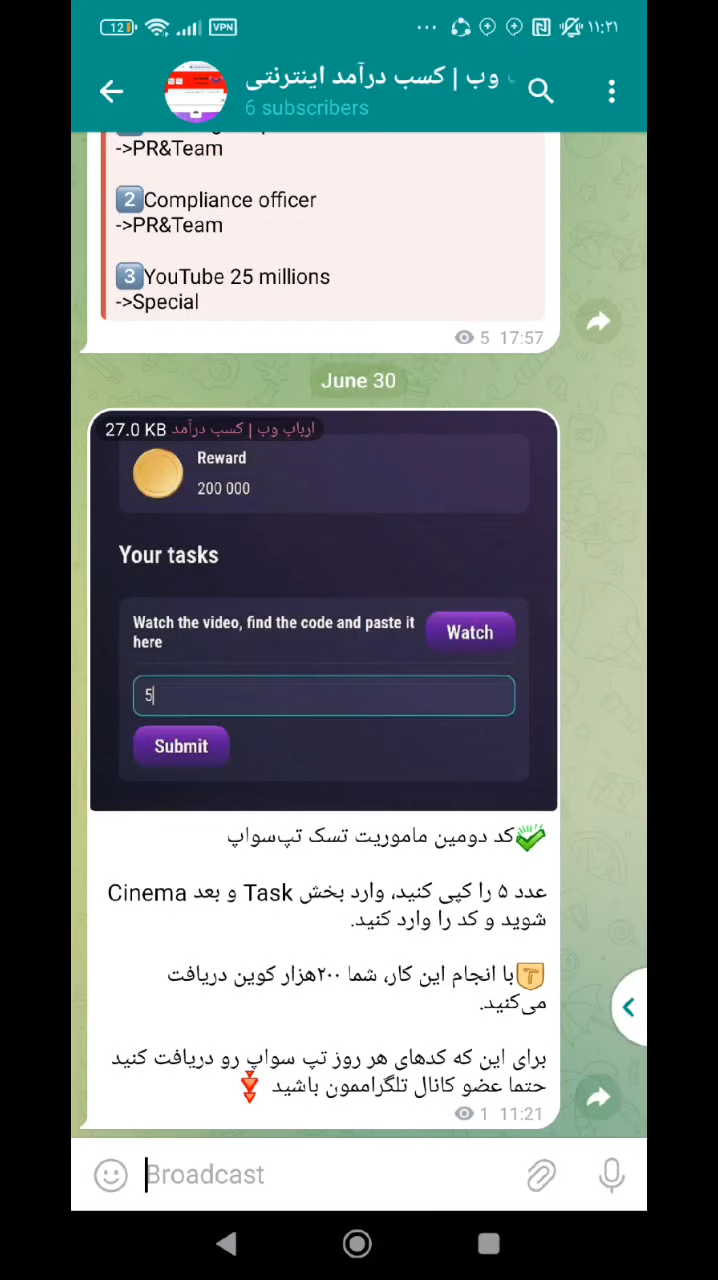 12 VPN ... ۱۱:۲۱
وب | کسب درآمد اینترنتی
6 subscribers
->PR&Team
2 Compliance officer
->PR&Team
3 YouTube 25 millions
->Special
5 17:57
June 30
27.0 KB ارباب وب | کسب درآمد
Reward
200 000
Your tasks
Watch the video, find the code and paste it
here
Watch
5
Submit
کد دومین ماموریت تسک تپ‌سواپ
عدد ۵ را کپی کنید، وارد بخش Task و بعد Cinema
شوید و کد را وارد کنید.
با انجام این کار، شما ۲۰۰هزار کوین دریافت
می‌کنید.
برای این که کدهای هر روز تپ سواپ رو دریافت کنید
حتما عضو کانال تلگراممون باشید
1 11:21
Broadcast